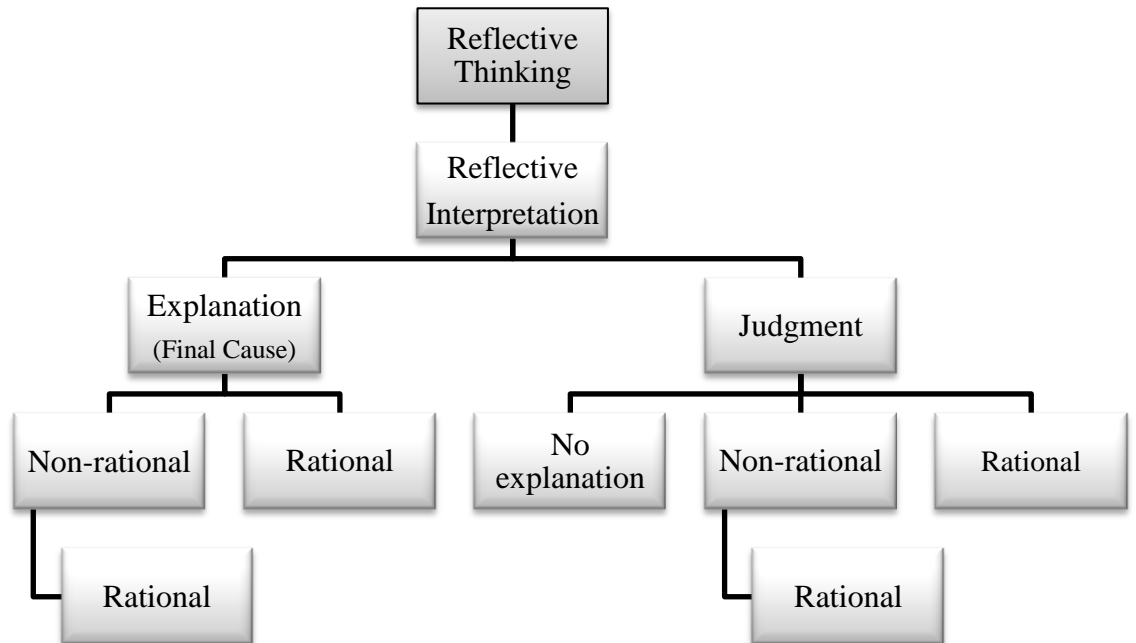 Reflective
Thinking
Reflective
Interpretation
Explanation
(Final Cause)
Judgment
Non-rational
Rational
No
explanation
Non-rational
Rational
Rational
Rational